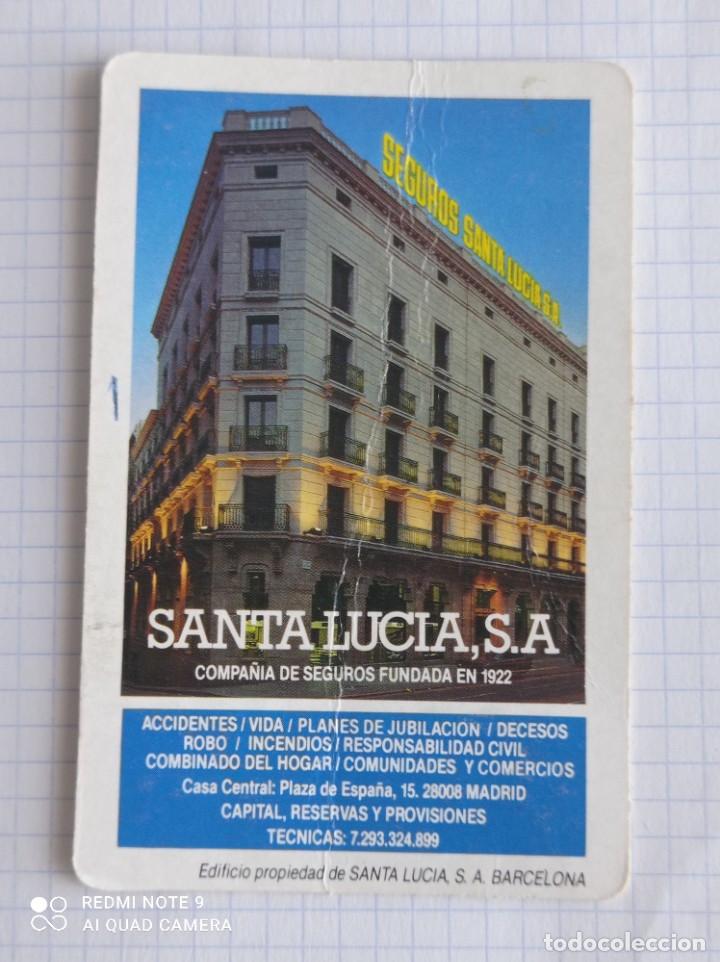 SEGUROS SANTA LUCIA S.A.
SANTA LUCIA, S.A
COMPAÑIA DE SEGUROS FUNDADA EN 1922
ACCIDENTES / VIDA / PLANES DE JUBILACION / DECESOS
ROBO / INCENDIOS / RESPONSABILIDAD CIVIL
COMBINADO DEL HOGAR / COMUNIDADES Y COMERCIOS
Casa Central: Plaza de España, 15. 28008 MADRID
CAPITAL, RESERVAS Y PROVISIONES
TECNICAS: 7.293.324.899
Edificio propiedad de SANTA LUCIA, S. A. BARCELONA
REDMI NOTE 9
AI QUAD CAMERA
todocoleccion